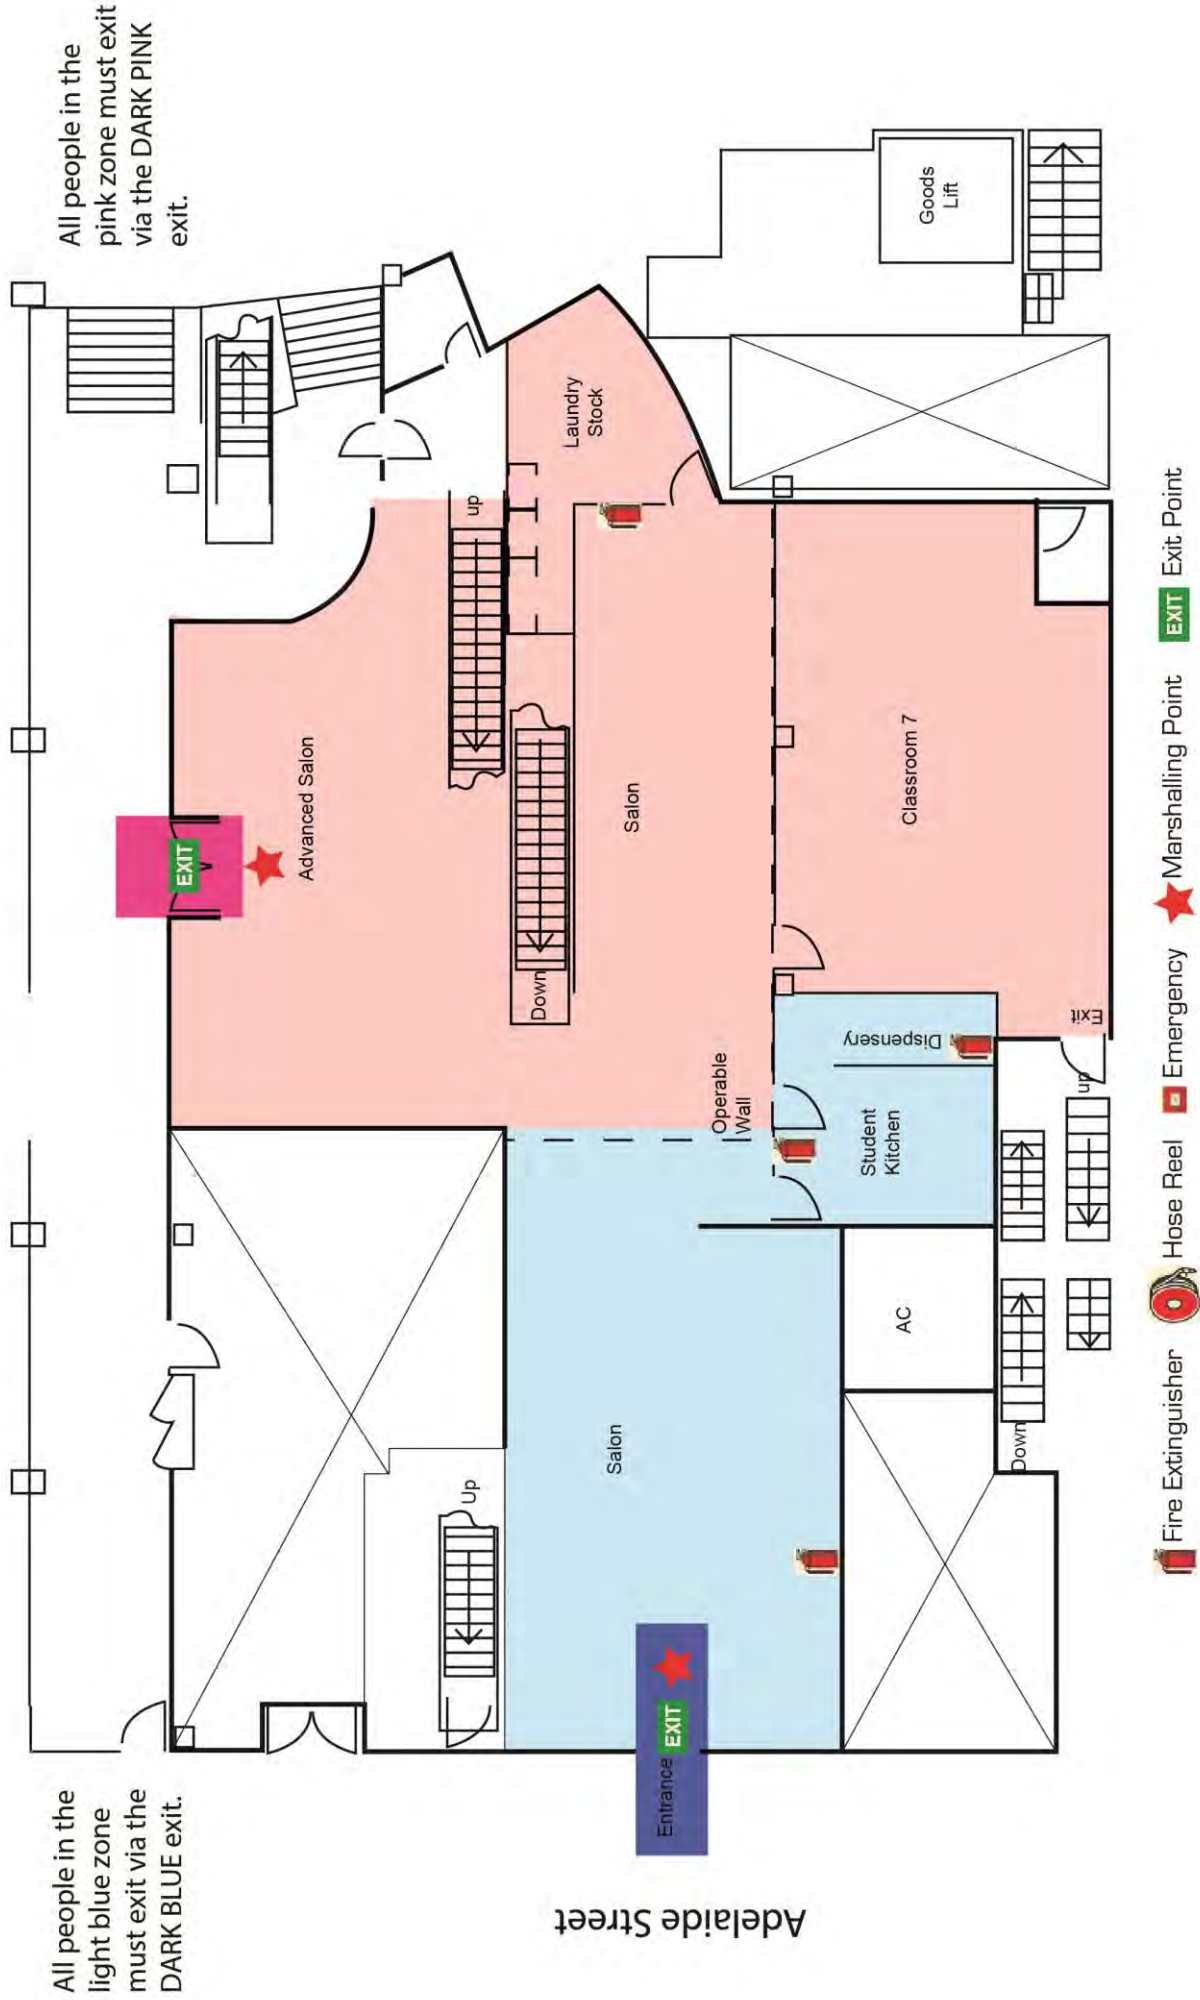 All people in the
light blue zone
must exit via the
DARK BLUE exit.
All people in the
pink zone must exit
via the DARK PINK
exit.
EXIT
Advanced Salon
up
Up
Down
Laundry
Stock
Salon
Salon
Entrance
EXIT
Operable
Wall
Student
Kitchen
Dispensery
Classroom 7
AC
Goods
Lift
Down
up
Exit
Adelaide Street
Fire Extinguisher
Hose Reel
Emergency
Marshalling Point
EXIT
Exit Point